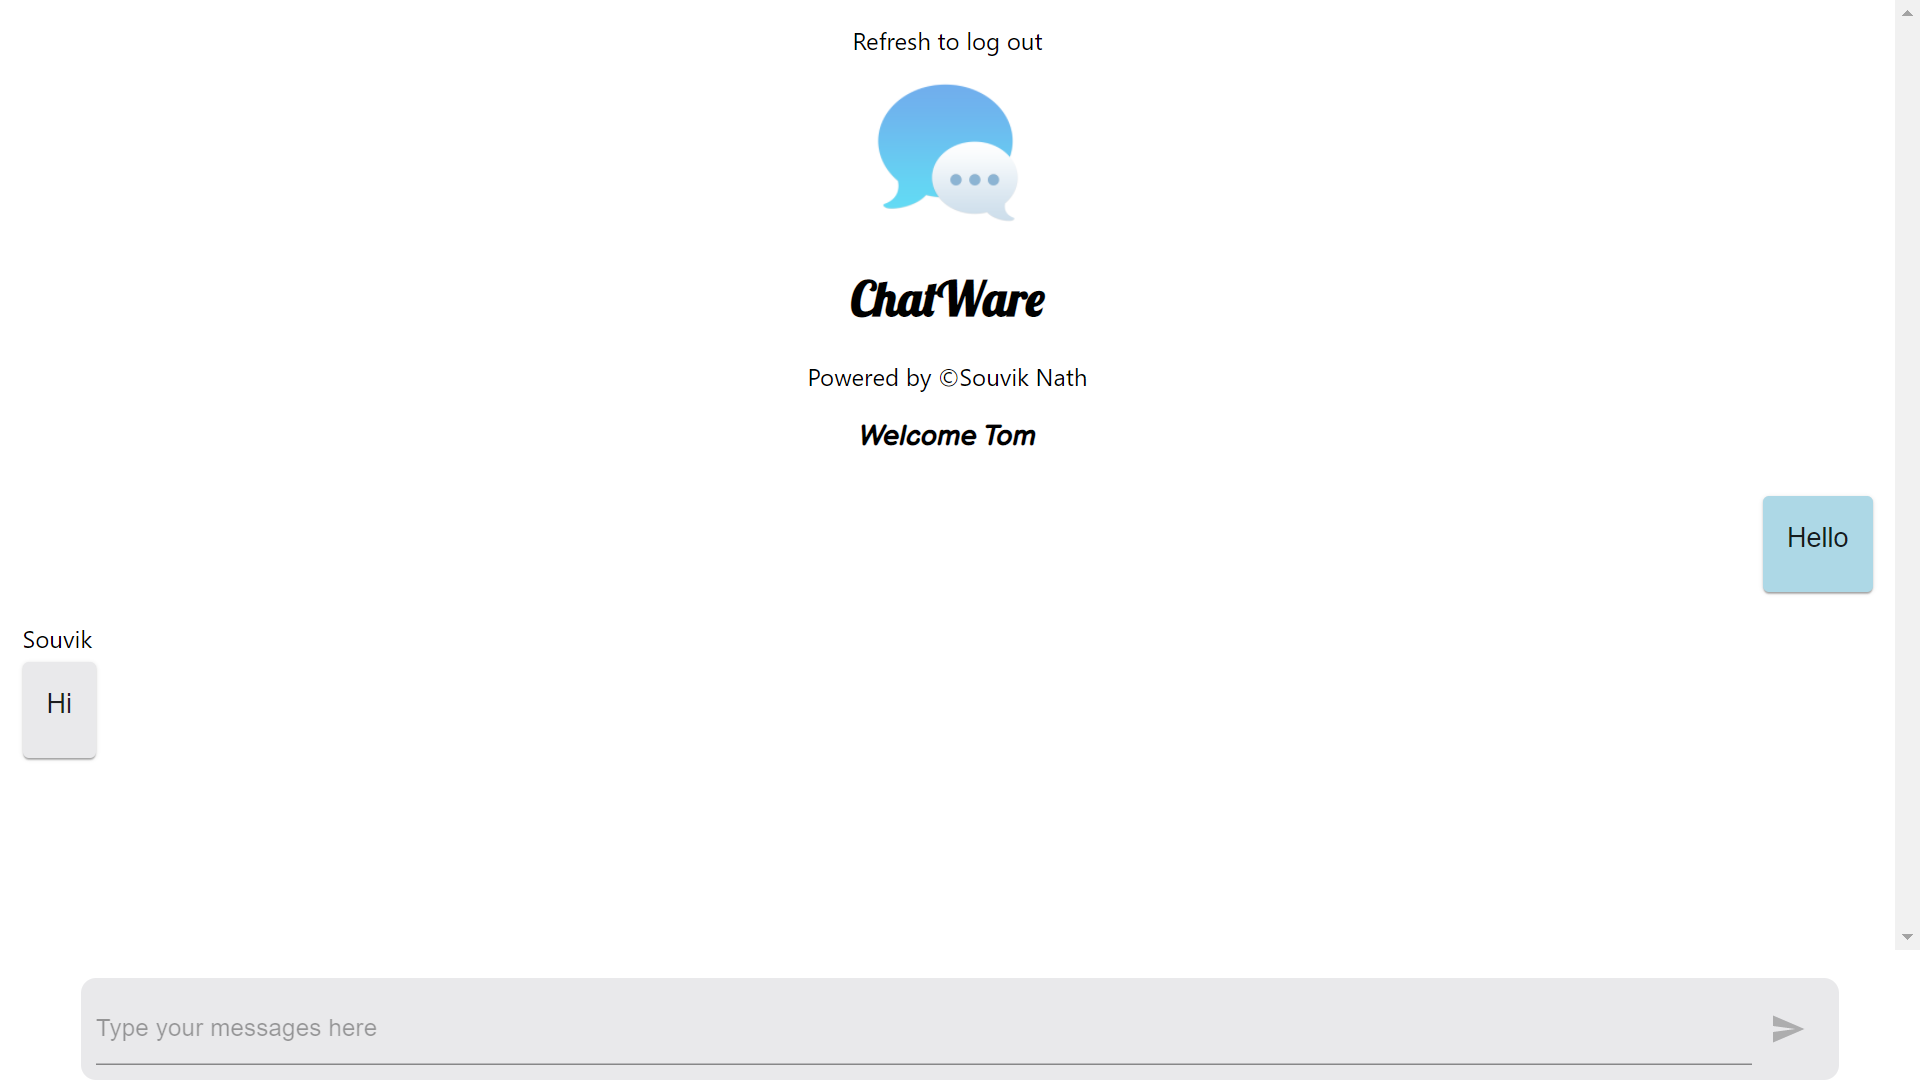 Refresh to log out
ChatWare
Powered by ©Souvik Nath
Welcome Tom
Hello
Souvik
Hi
Type your messages here